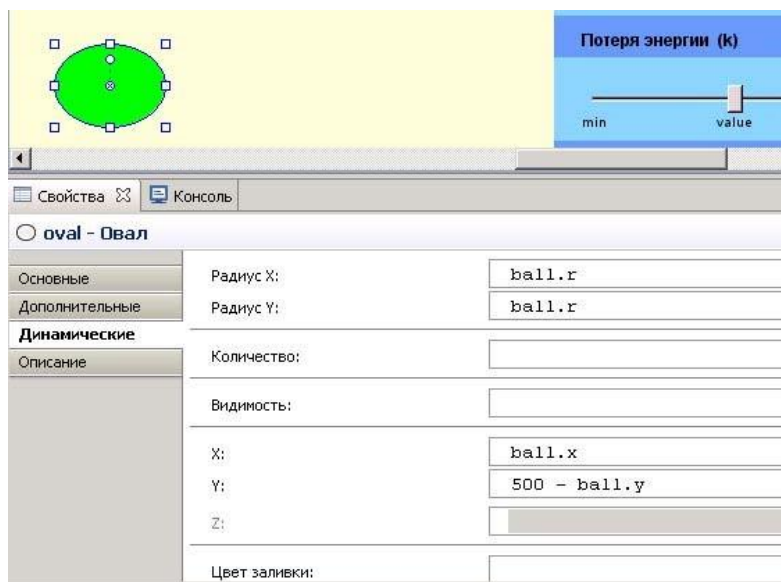 Потеря энергии (k)
min value
Свойства Консоль
oval - Овал
Основные
Дополнительные
Динамические
Описание
Радиус X: ball.r
Радиус Y: ball.r
Количество:
Видимость:
X: ball.x
Y: 500 - ball.y
Z:
Цвет заливки: